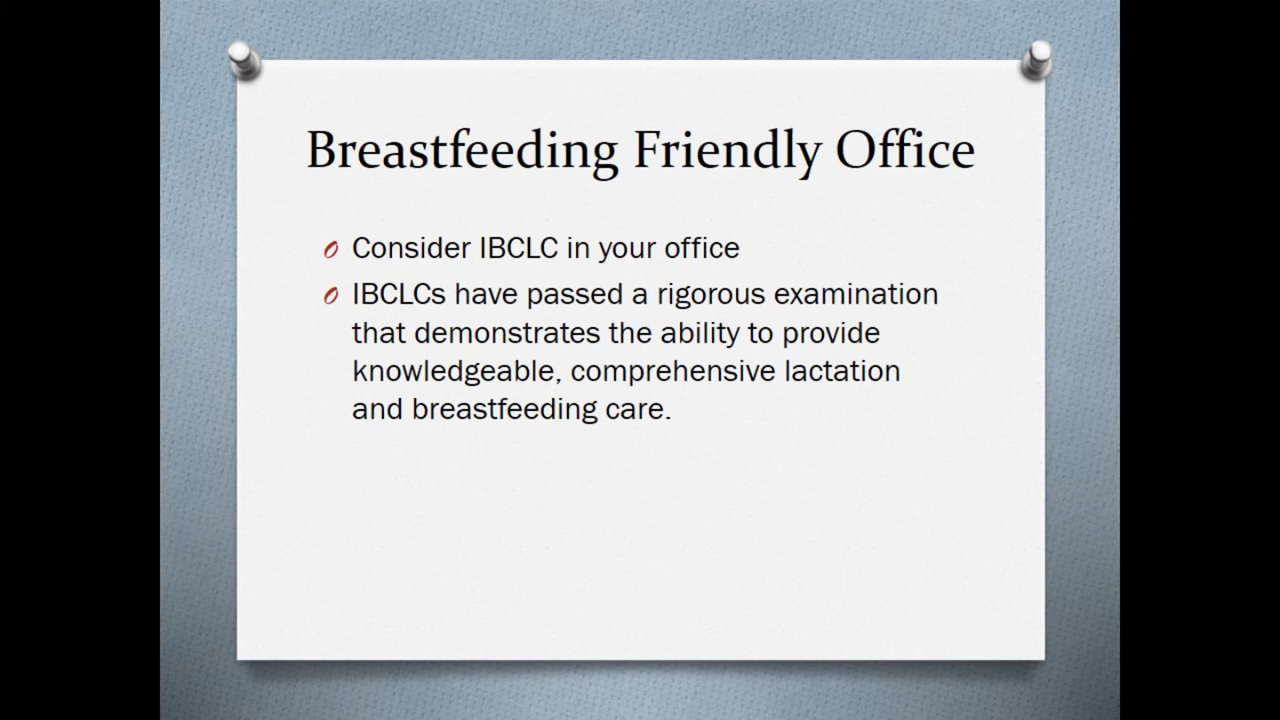 Breastfeeding Friendly Office
Consider IBCLC in your office
IBCLCs have passed a rigorous examination
that demonstrates the ability to provide
knowledgeable, comprehensive lactation
and breastfeeding care.